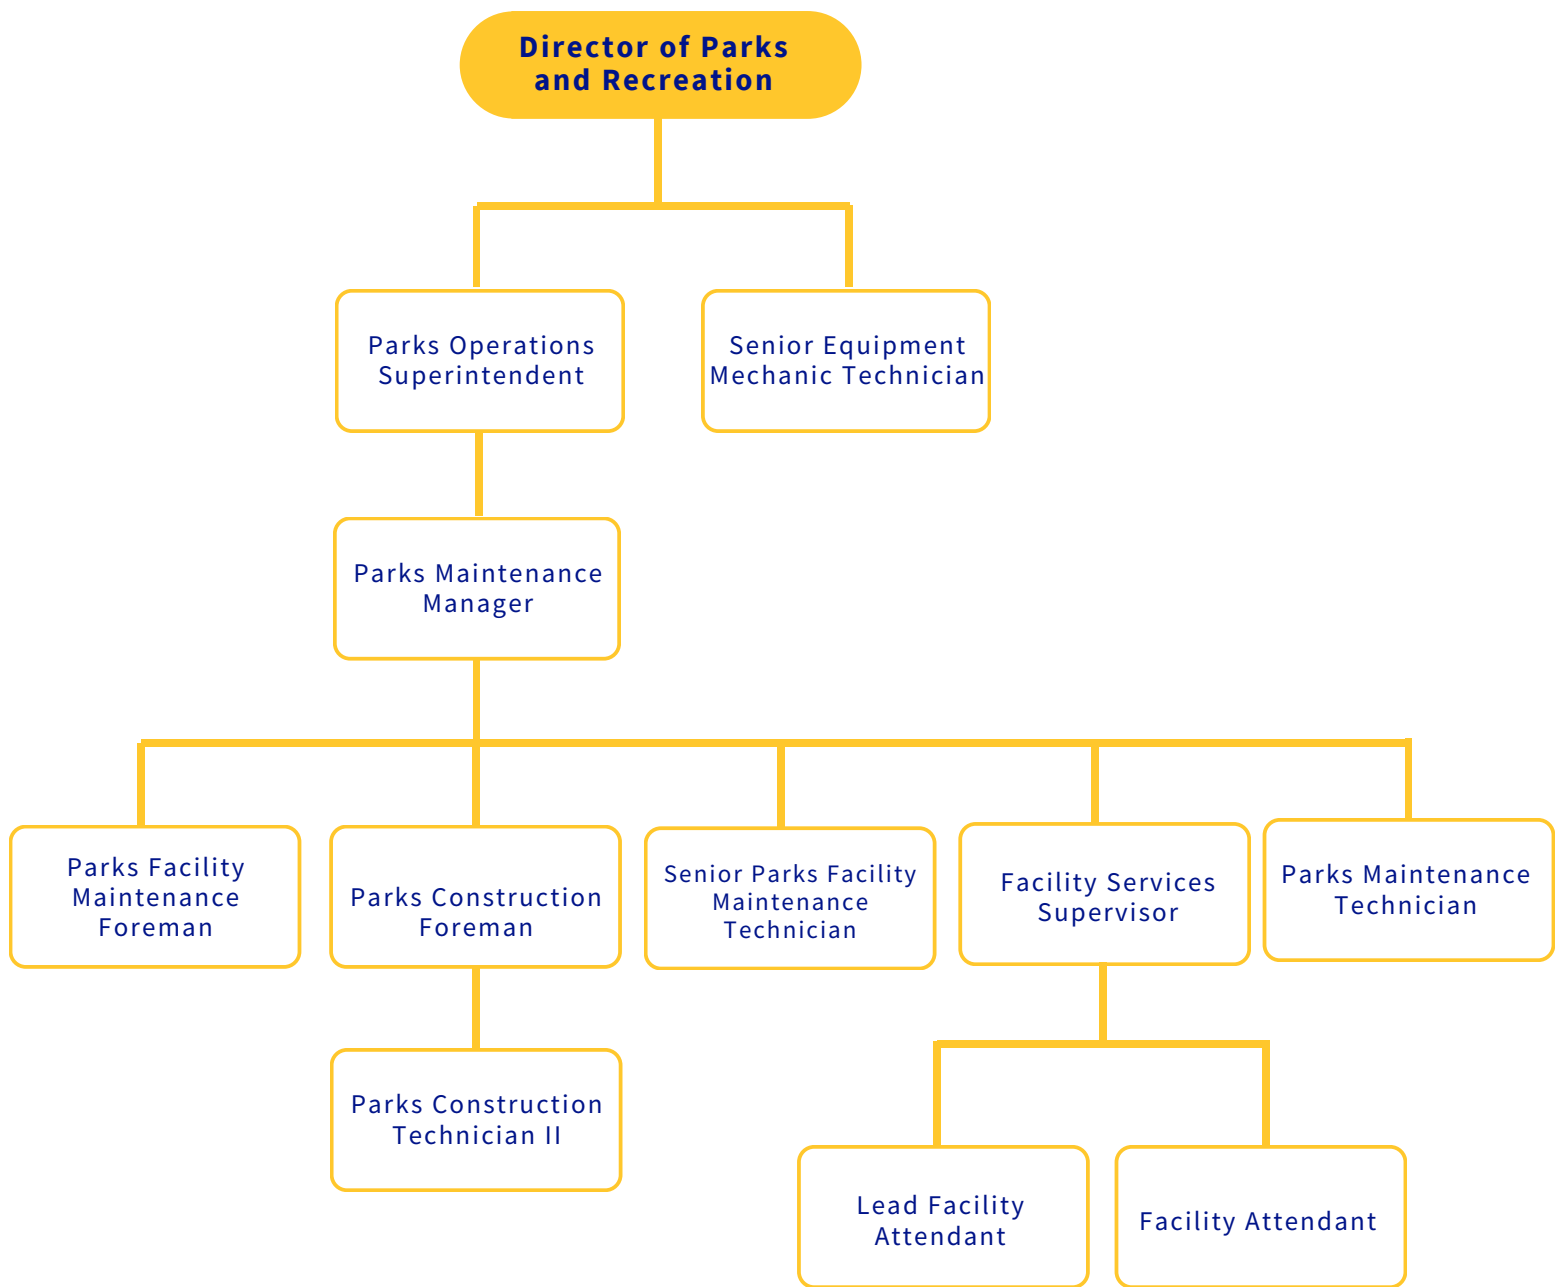 Director of Parks
and Recreation
Parks Operations
Superintendent
Senior Equipment
Mechanic Technician
Parks Maintenance
Manager
Parks Facility
Maintenance
Foreman
Parks Construction
Foreman
Senior Parks Facility
Maintenance
Technician
Facility Services
Supervisor
Parks Maintenance
Technician
Parks Construction
Technician II
Lead Facility
Attendant
Facility Attendant